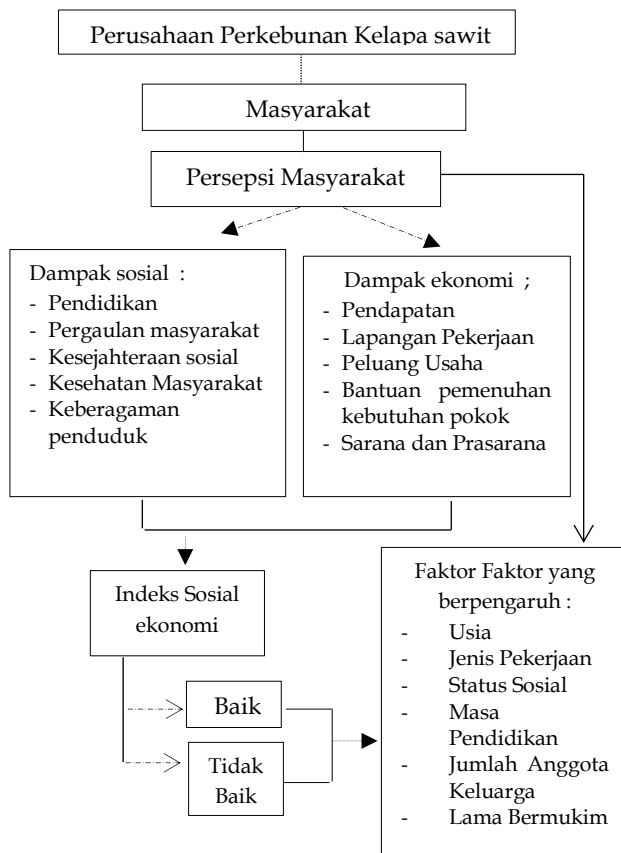 Perusahaan Perkebunan Kelapa sawit
Masyarakat
Persepsi Masyarakat
Dampak sosial :
- Pendidikan
- Pergaulan masyarakat
- Kesejahteraan sosial
- Kesehatan Masyarakat
- Keberagaman
penduduk
Dampak ekonomi ;
- Pendapatan
- Lapangan Pekerjaan
- Peluang Usaha
- Bantuan pemenuhan
kebutuhan pokok
- Sarana dan Prasarana
Indeks Sosial
ekonomi
Baik
Tidak
Baik
Faktor Faktor yang
berpengaruh :
- Usia
- Jenis Pekerjaan
- Status Sosial
- Masa
Pendidikan
- Jumlah Anggota
Keluarga
- Lama Bermukim